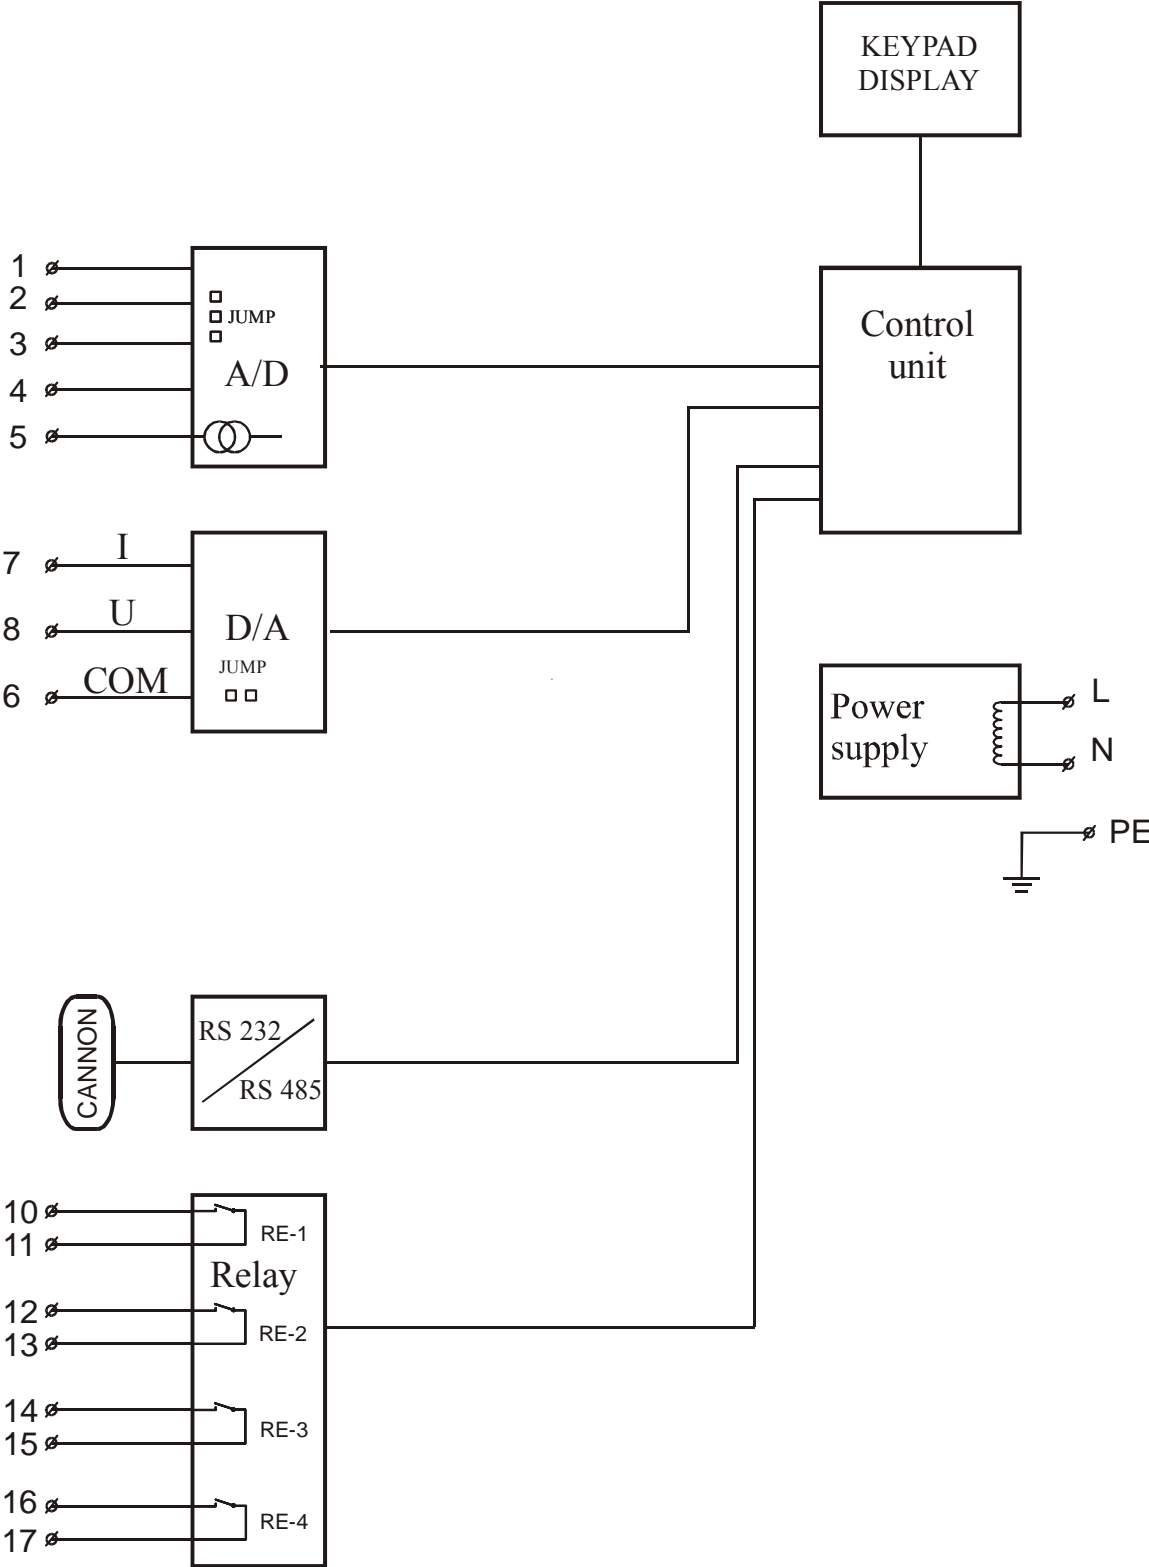 KEYPAD
DISPLAY
1
2
JUMP
3
A/D
4
5
Control
unit
7
I
8
U
D/A
JUMP
6
COM
Power
supply
L
N
PE
CANNON
RS 232
RS 485
10
11
RE-1
Relay
12
13
RE-2
14
15
RE-3
16
17
RE-4